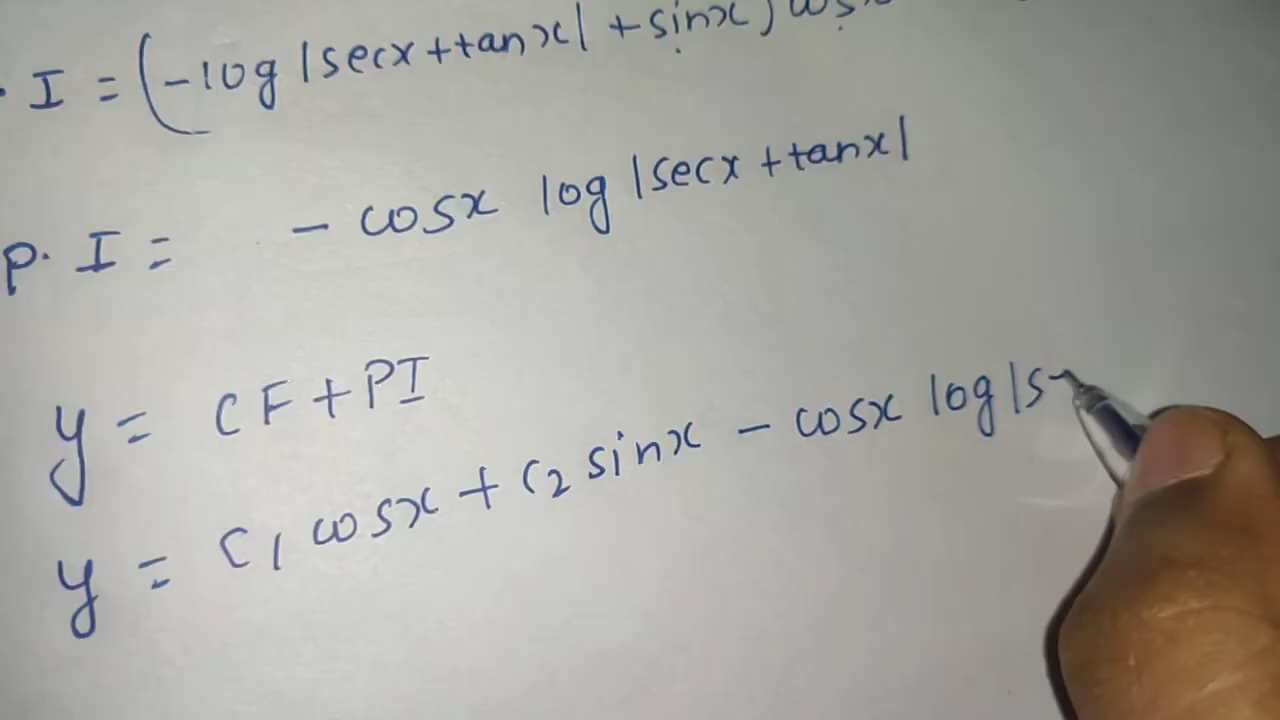 . I = (-log |secx + tanx| + sinx) cos
P. I = - cosx log |secx + tanx|
y = CF + PI
y = C1 cosx + C2 sinx - cosx log |s